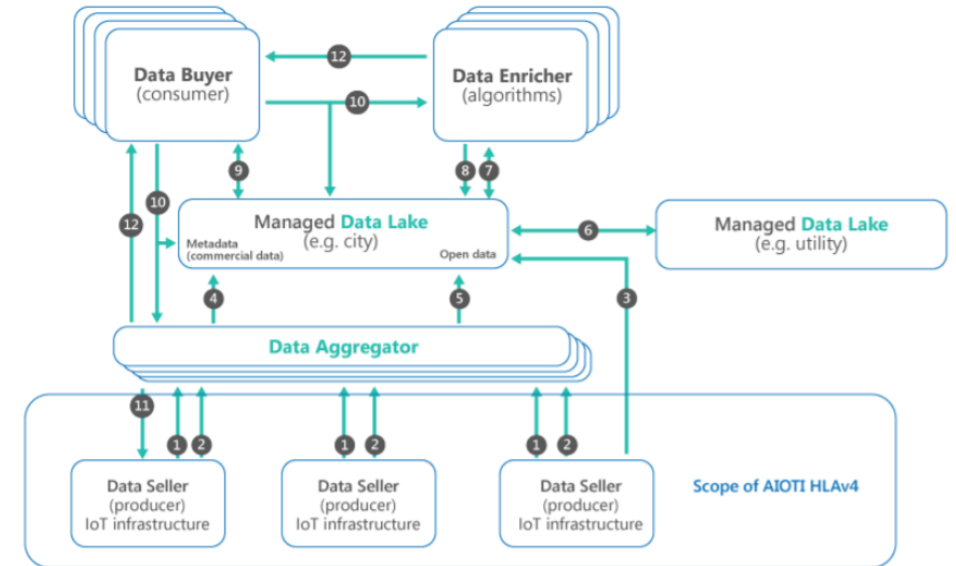 Data Buyer
(consumer)
12
Data Enricher
(algorithms)
10
9
8
7
10
12
Managed Data Lake
(e.g. city)
Metadata
(commercial data)
Open data
6
Managed Data Lake
(e.g. utility)
4
5
3
Data Aggregator
11
1
2
1
2
1
2
Data Seller
(producer)
IoT infrastructure
Data Seller
(producer)
IoT infrastructure
Data Seller
(producer)
IoT infrastructure
Scope of AIOTI HLAv4